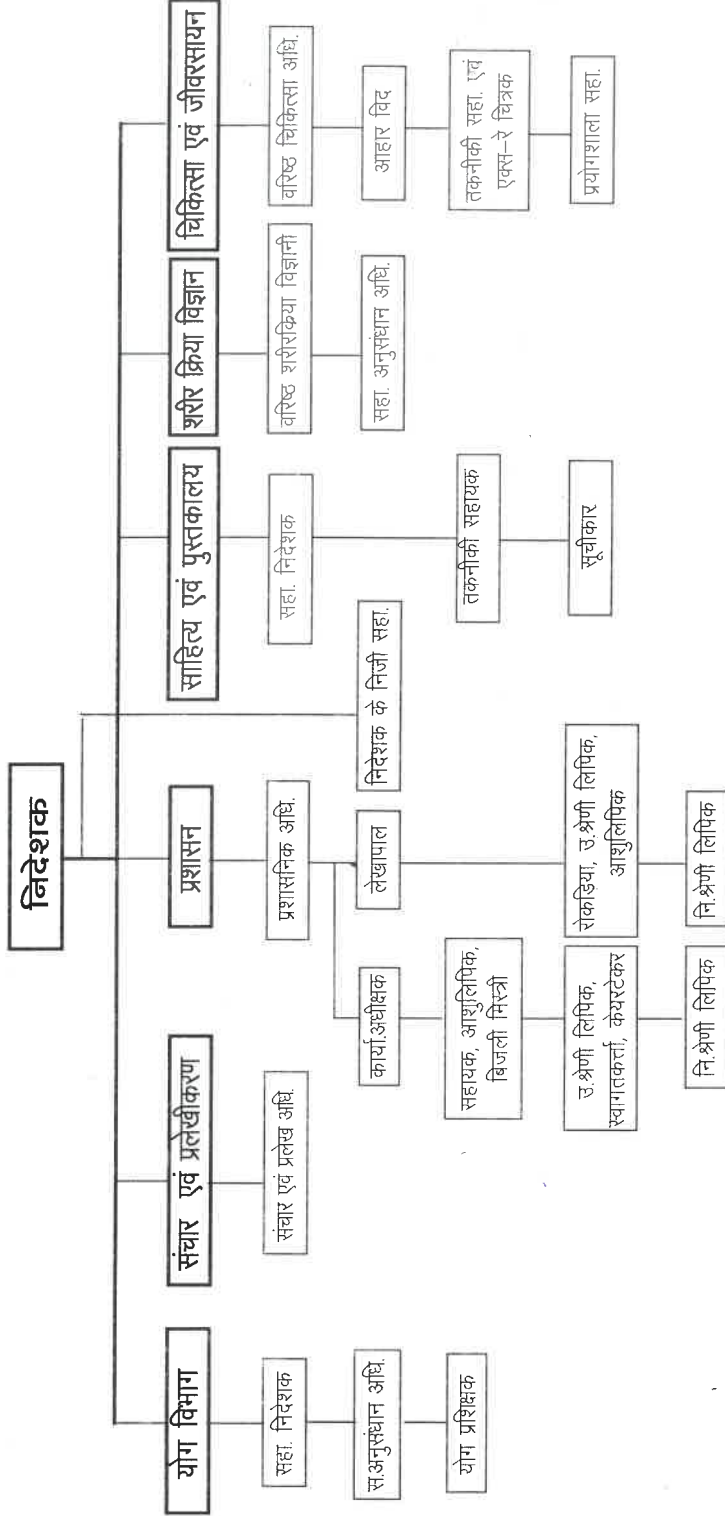 निदेशक
योग विभाग
संचार एवं प्रलेखीकरण
प्रशासन
साहित्य एवं पुस्तकालय
शरीर क्रिया विज्ञान
चिकित्सा एवं जीवरसायन
सहा. निदेशक
संचार एवं प्रलेख अधि.
प्रशासनिक अधि.
सहा. निदेशक
वरिष्ठ शरीरक्रिया विज्ञानी
वरिष्ठ चिकित्सा अधि.
स.अनुसंधान अधि.
कार्या.अधीक्षक
लेखापाल
निदेशक के निजी सहा.
सहा. अनुसंधान अधि.
आहार विद
योग प्रशिक्षक
सहायक, आशुलिपिक,
बिजली मिस्त्री
तकनीकी सहायक
तकनीकी सहा. एवं
एक्स-रे चित्रक
उ.श्रेणी लिपिक,
स्वागतकर्त्ता, केयरटेकर
रोकड़िया, उ.श्रेणी लिपिक,
आशुलिपिक
सूचीकार
प्रयोगशाला सहा.
नि.श्रेणी लिपिक
नि.श्रेणी लिपिक